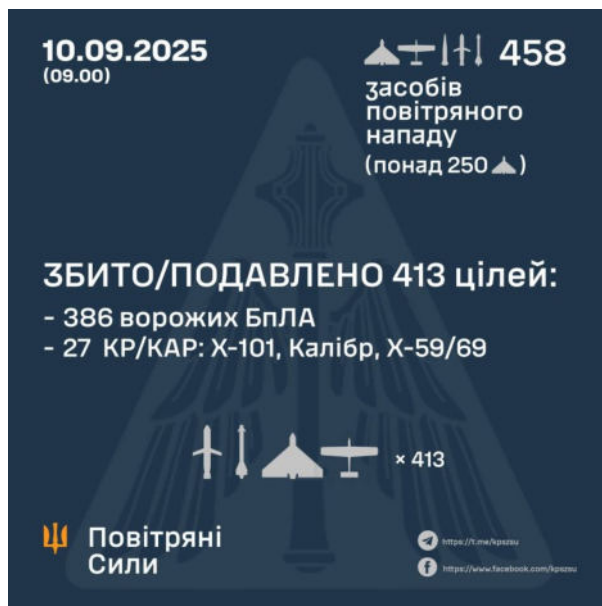 10.09.2025
(09.00)
458
засобів
повітряного
нападу
(понад 250 )
ЗБИТО/ПОДАВЛЕНО 413 цілей:
- 386 ворожих БпЛА
- 27 КР/КАР: Х-101, Калібр, Х-59/69
× 413
Повітряні
Сили
https://t.me/kpszsu
https://www.facebook.com/kpszsu